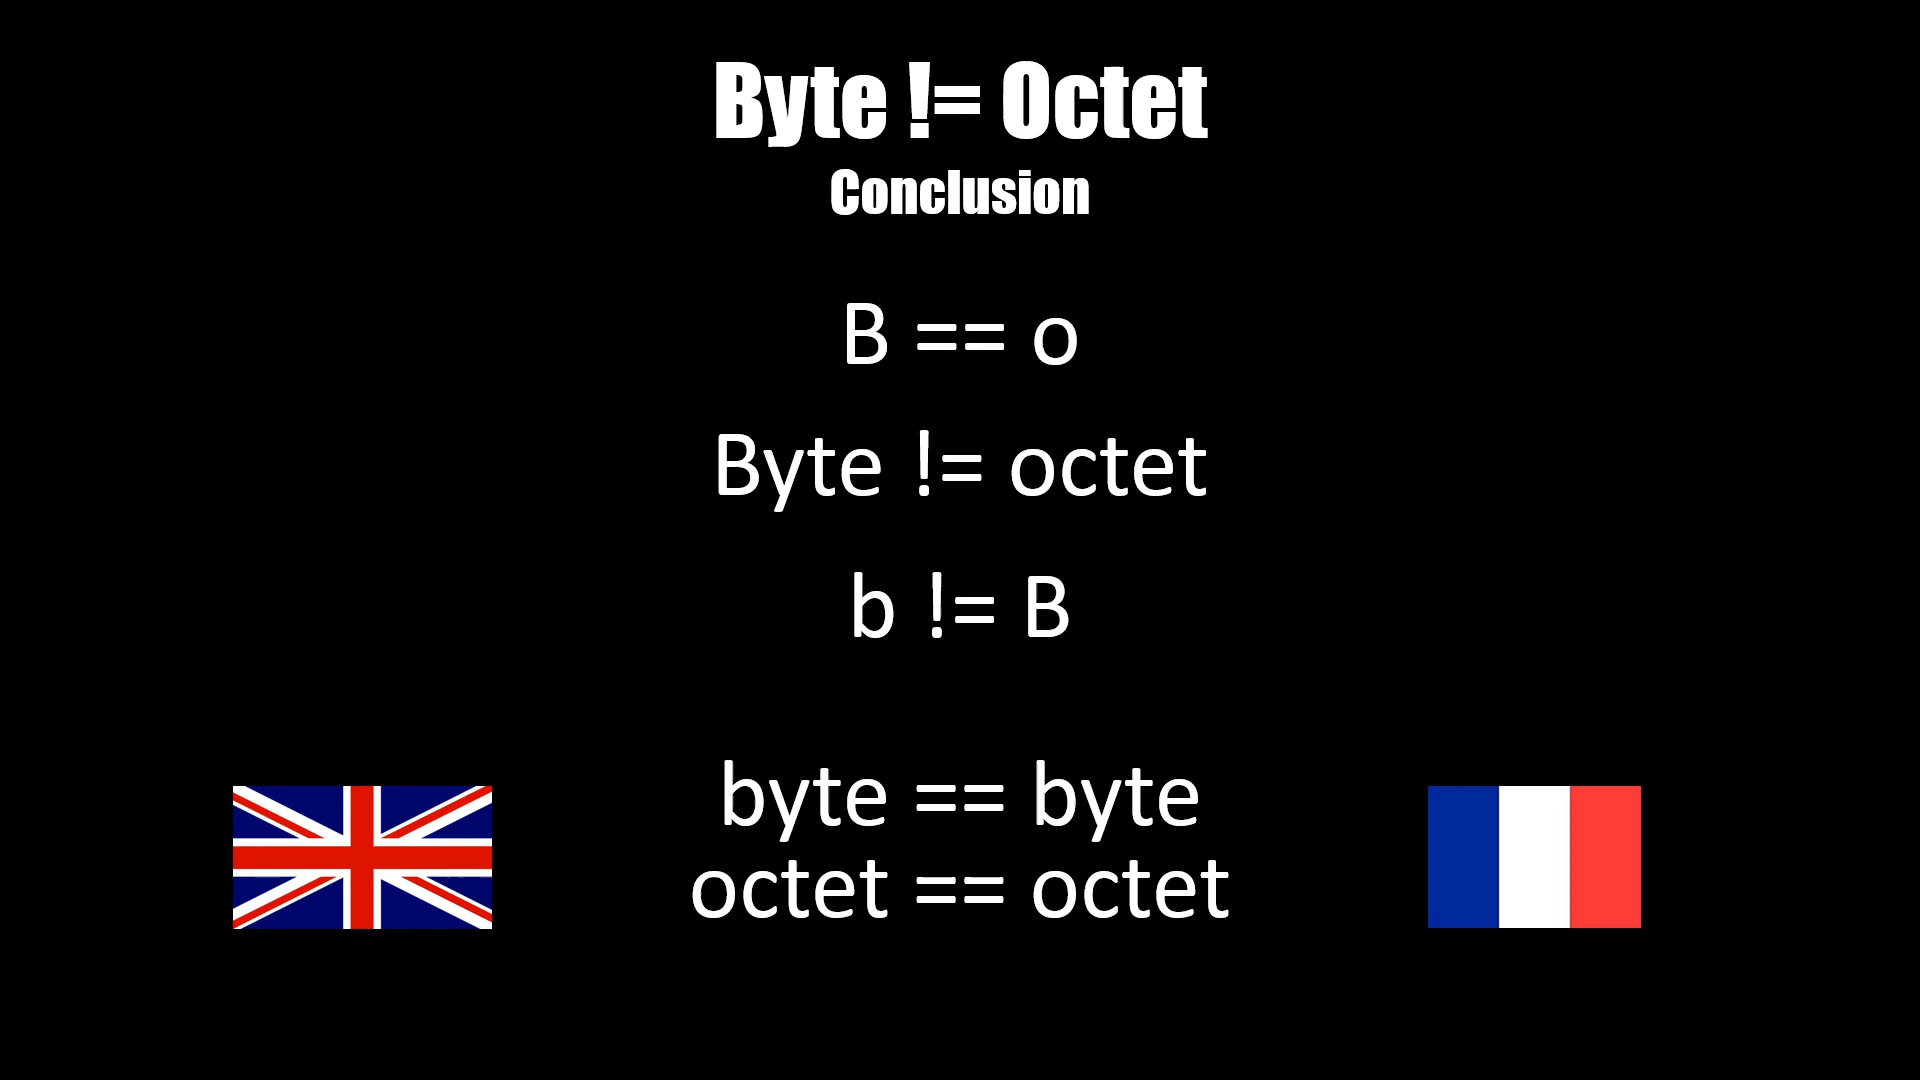 Byte != Octet
Conclusion
B == o
Byte != octet
b != B
byte == byte
octet == octet